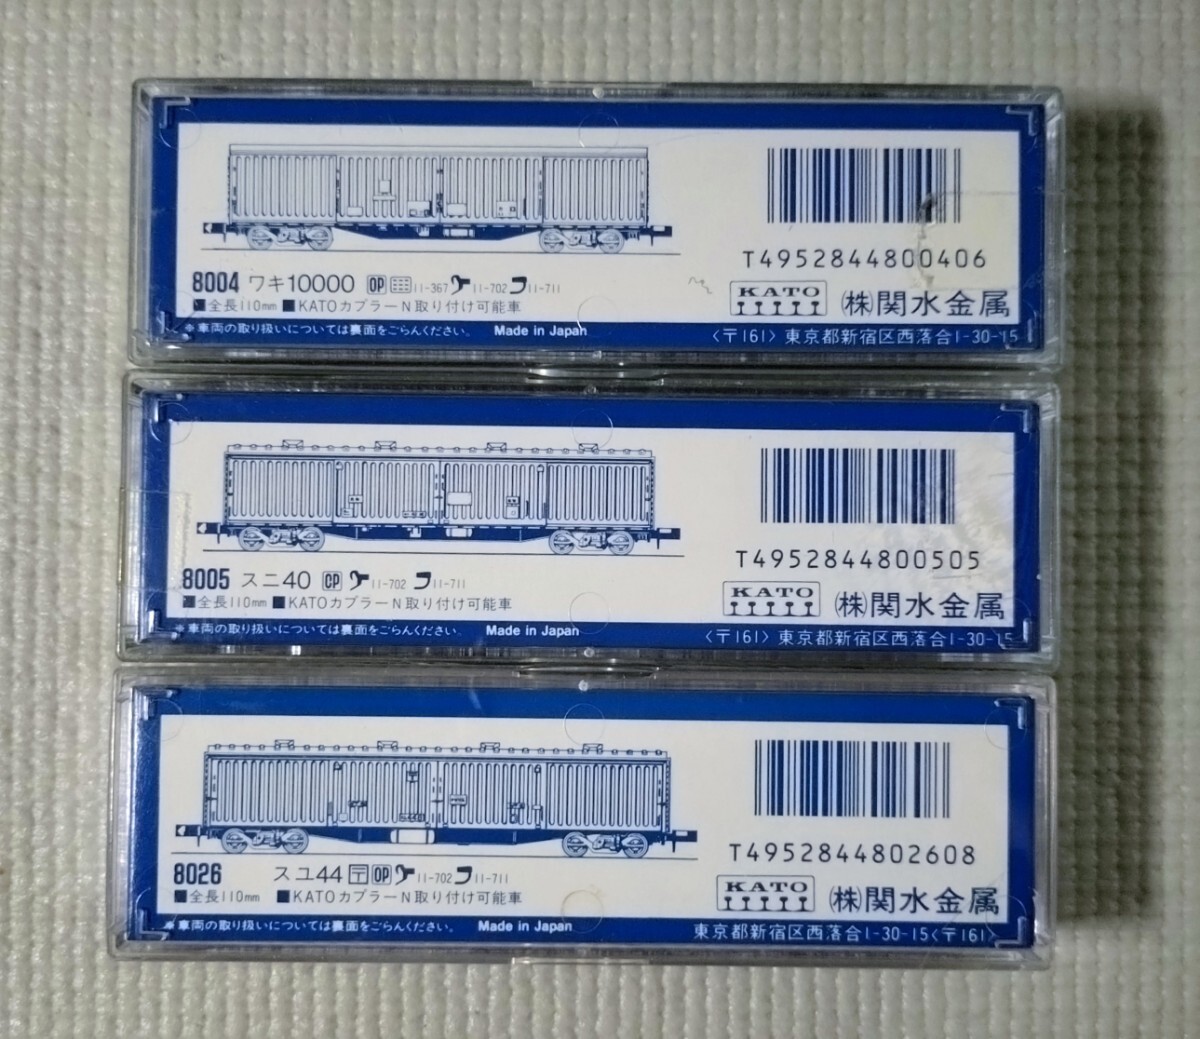 T4952844800406
8004 ワキ10000 OP 11-367 11-702 11-711
■全長110mm ■KATOカプラーN取り付け可能車
KATO (株)関水金属
※車両の取り扱いについては裏面をごらんください。 Made in Japan
〈〒161〉東京都新宿区西落合1-30-15
T4952844800505
8005 スニ40 OP 11-702 11-711
■全長110mm ■KATOカプラーN取り付け可能車
KATO (株)関水金属
※車両の取り扱いについては裏面をごらんください。 Made in Japan
〈〒161〉東京都新宿区西落合1-30-15
T4952844802608
8026 スユ44 〒 OP 11-702 11-711
■全長110mm ■KATOカプラーN取り付け可能車
KATO (株)関水金属
※車両の取り扱いについては裏面をごらんください。 Made in Japan
東京都新宿区西落合1-30-15〈〒161〉